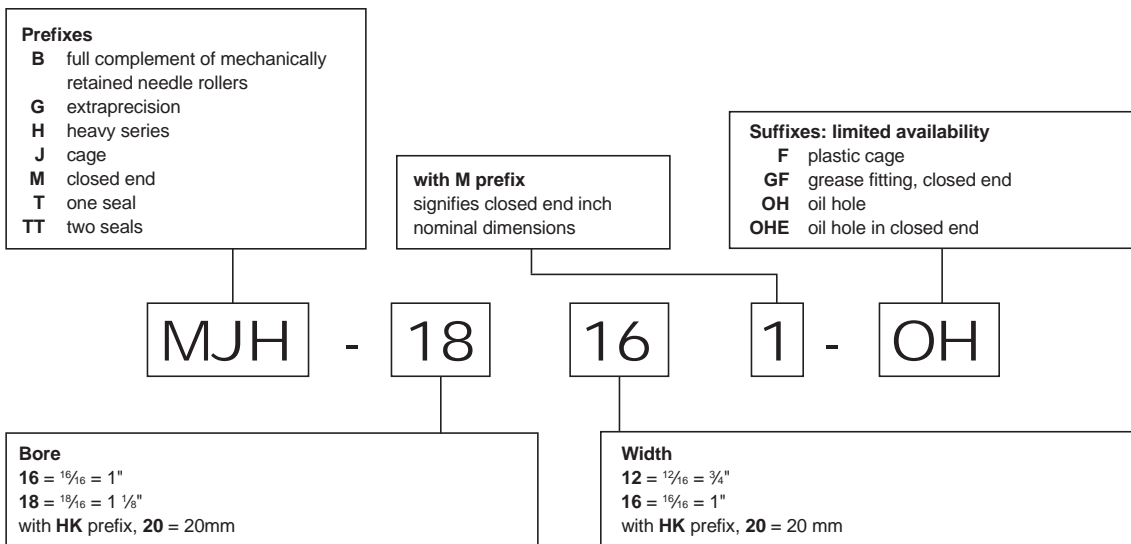 Prefixes
B full complement of mechanically
retained needle rollers
G extraprecision
H heavy series
J cage
M closed end
T one seal
TT two seals
with M prefix
signifies closed end inch
nominal dimensions
Suffixes: limited availability
F plastic cage
GF grease fitting, closed end
OH oil hole
OHE oil hole in closed end
MJH - 18 16 1 - OH
Bore
16 = 16/16 = 1"
18 = 18/16 = 1 1/8"
with HK prefix, 20 = 20mm
Width
12 = 12/16 = 3/4"
16 = 16/16 = 1"
with HK prefix, 20 = 20 mm